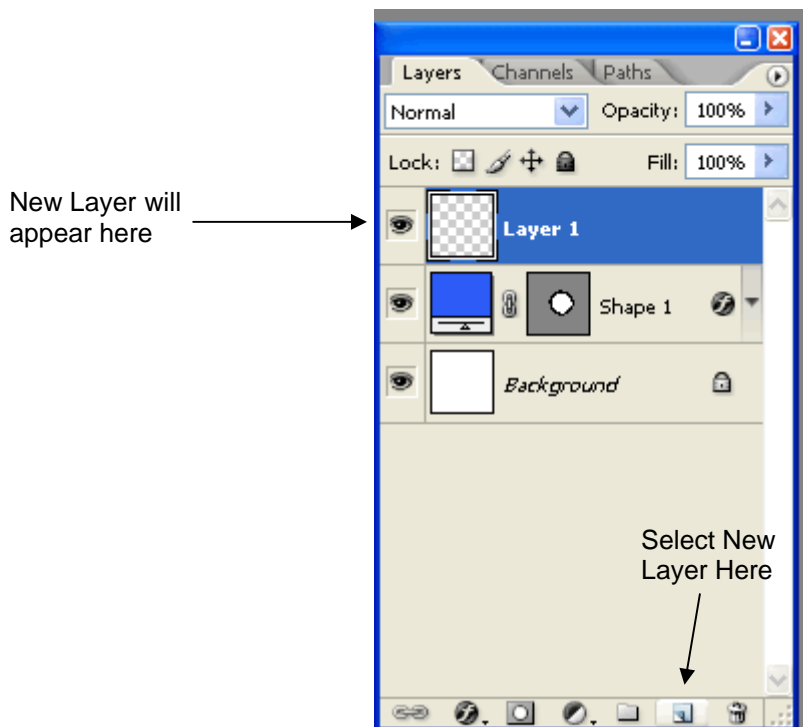 Layers Channels Paths
Normal Opacity: 100%
Lock: Fill: 100%
New Layer will
appear here
Layer 1
Shape 1
Background
Select New
Layer Here